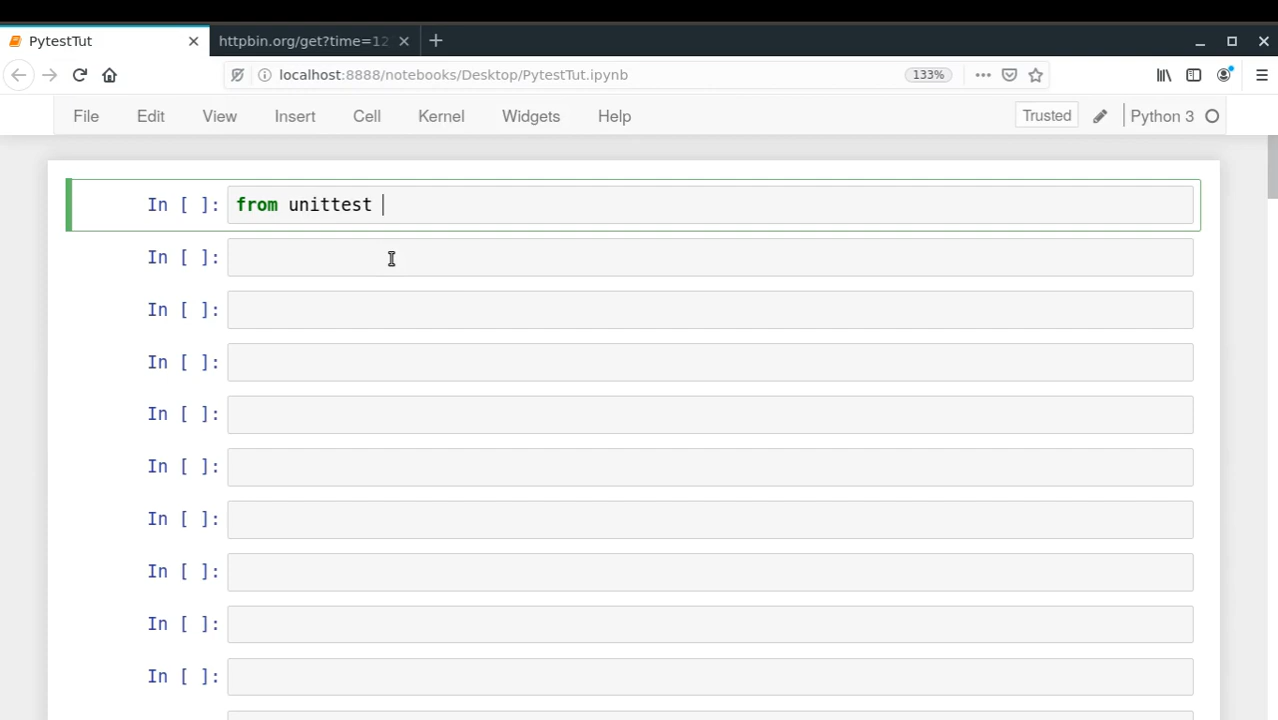 PytestTut
httpbin.org/get?time=12
localhost:8888/notebooks/Desktop/PytestTut.ipynb
133%
File Edit View Insert Cell Kernel Widgets Help
Trusted
Python 3
In [ ]: from unittest
In [ ]:
In [ ]:
In [ ]:
In [ ]:
In [ ]:
In [ ]:
In [ ]:
In [ ]:
In [ ]: